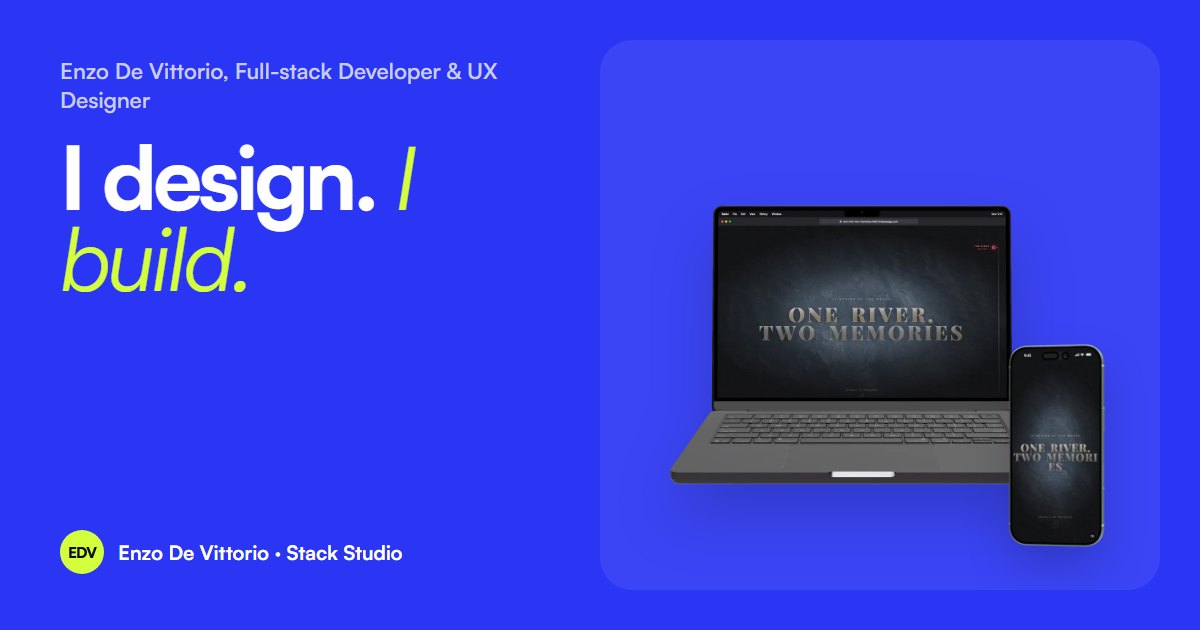 Enzo De Vittorio, Full-stack Developer & UX
Designer
I design. I
build.
ONE RIVER,
TWO MEMORIES
ONE RIVER,
TWO MEMORI
ES
EDV
Enzo De Vittorio · Stack Studio